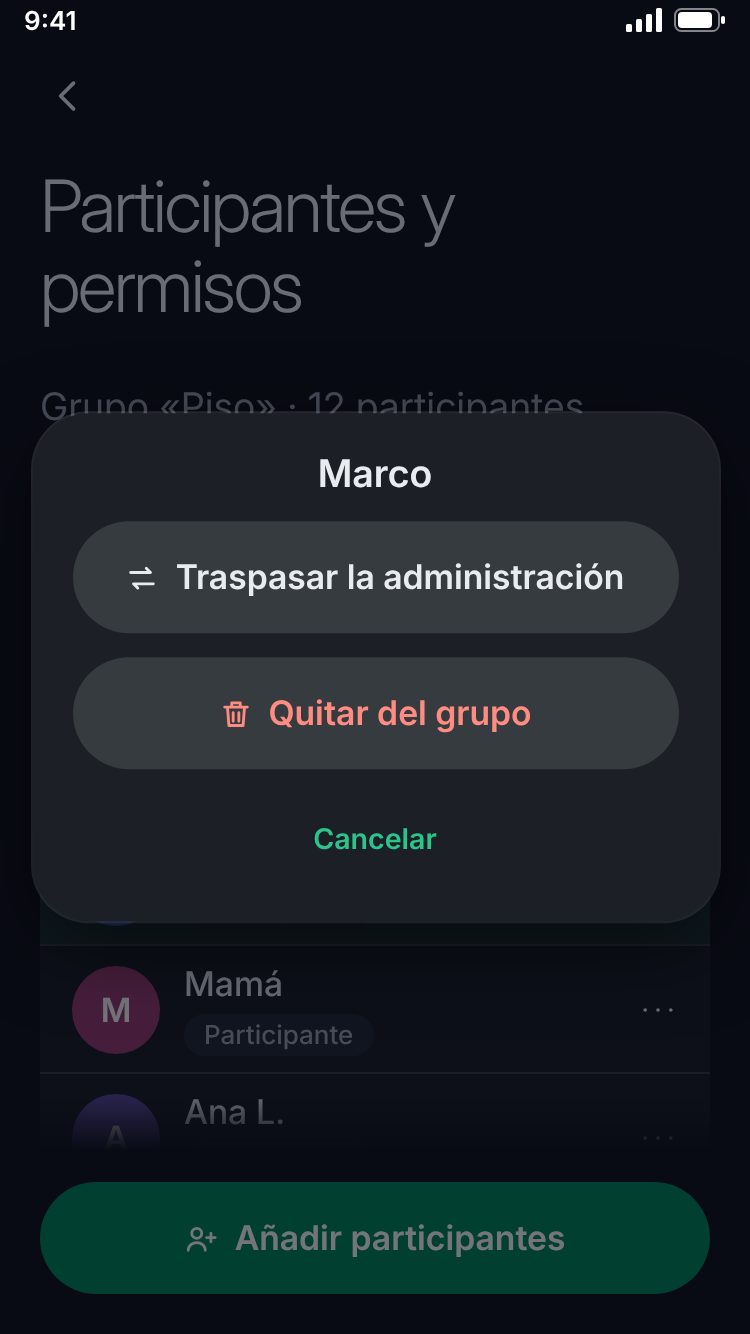 9:41
Participantes y
permisos
Grupo «Piso» · 12 participantes
Marco
Traspasar la administración
Quitar del grupo
Cancelar
M
Mamá
...
Participante
A
Ana L.
...
Añadir participantes